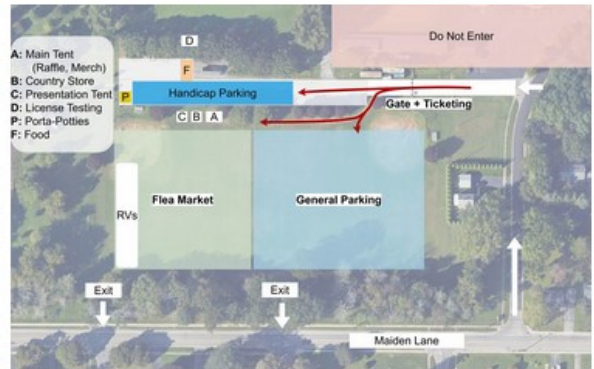 A: Main Tent
(Raffle, Merch)
B: Country Store
C: Presentation Tent
D: License Testing
P: Porta-Potties
F: Food
D
F
P
Handicap Parking
C B A
Do Not Enter
Gate + Ticketing
Flea Market
General Parking
RVs
Exit
Exit
Maiden Lane